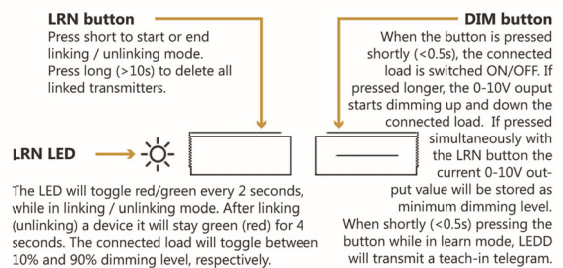 LRN button
Press short to start or end
linking / unlinking mode.
Press long (>10s) to delete all
linked transmitters.
DIM button
When the button is pressed
shortly (<0.5s), the connected
load is switched ON/OFF. If
pressed longer, the 0-10V ouput
starts dimming up and down the
connected load. If pressed
simultaneously with
the LRN button the
current 0-10V out-
put value will be stored as
minimum dimming level.
When shortly (<0.5s) pressing the
button while in learn mode, LEDD
will transmit a teach-in telegram.
LRN LED
The LED will toggle red/green every 2 seconds,
while in linking / unlinking mode. After linking
(unlinking) a device it will stay green (red) for 4
seconds. The connected load will toggle between
10% and 90% dimming level, respectively.